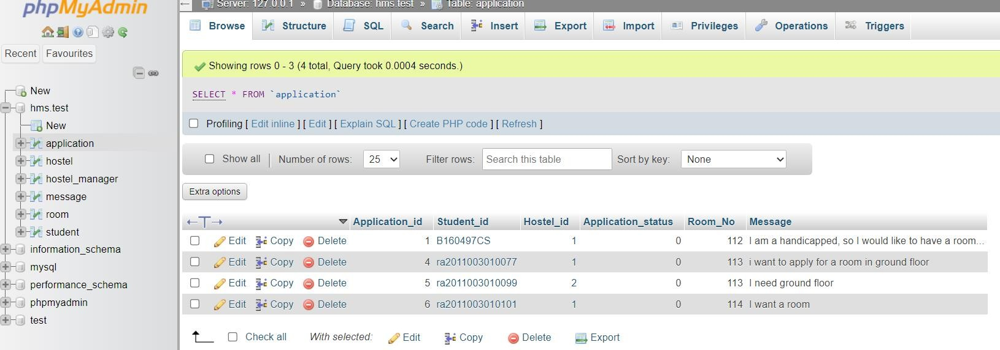 phpMyAdmin
Recent Favourites
New
hms.test
New
application
hostel
hostel_manager
message
room
student
information_schema
mysql
performance_schema
phpmyadmin
test
Server: 127.0.0.1 » Database: hms.test » Table: application
Browse Structure SQL Search Insert Export Import Privileges Operations Triggers
Showing rows 0 - 3 (4 total, Query took 0.0004 seconds.)
SELECT * FROM `application`
Profiling [ Edit inline ] [ Edit ] [ Explain SQL ] [ Create PHP code ] [ Refresh ]
Show all Number of rows: 25 Filter rows: Search this table Sort by key: None
Extra options
Application_id Student_id Hostel_id Application_status Room_No Message
Edit Copy Delete 1 B160497CS 1 0 112 I am a handicapped, so I would like to have a room...
Edit Copy Delete 4 ra2011003010077 1 0 113 i want to apply for a room in ground floor
Edit Copy Delete 5 ra2011003010099 2 0 113 I need ground floor
Edit Copy Delete 6 ra2011003010101 1 0 114 I want a room
Check all With selected: Edit Copy Delete Export